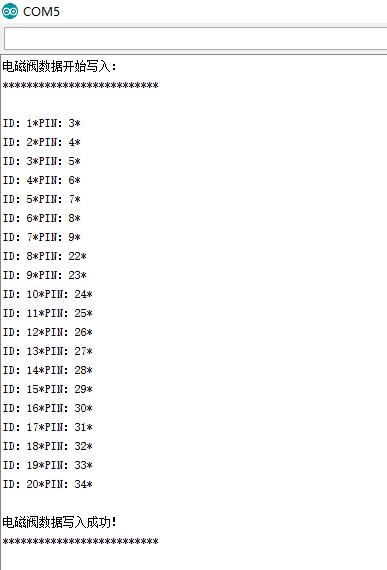 COM5
电磁阀数据开始写入：
**************************
ID: 1*PIN: 3*
ID: 2*PIN: 4*
ID: 3*PIN: 5*
ID: 4*PIN: 6*
ID: 5*PIN: 7*
ID: 6*PIN: 8*
ID: 7*PIN: 9*
ID: 8*PIN: 22*
ID: 9*PIN: 23*
ID: 10*PIN: 24*
ID: 11*PIN: 25*
ID: 12*PIN: 26*
ID: 13*PIN: 27*
ID: 14*PIN: 28*
ID: 15*PIN: 29*
ID: 16*PIN: 30*
ID: 17*PIN: 31*
ID: 18*PIN: 32*
ID: 19*PIN: 33*
ID: 20*PIN: 34*
电磁阀数据写入成功！
**************************